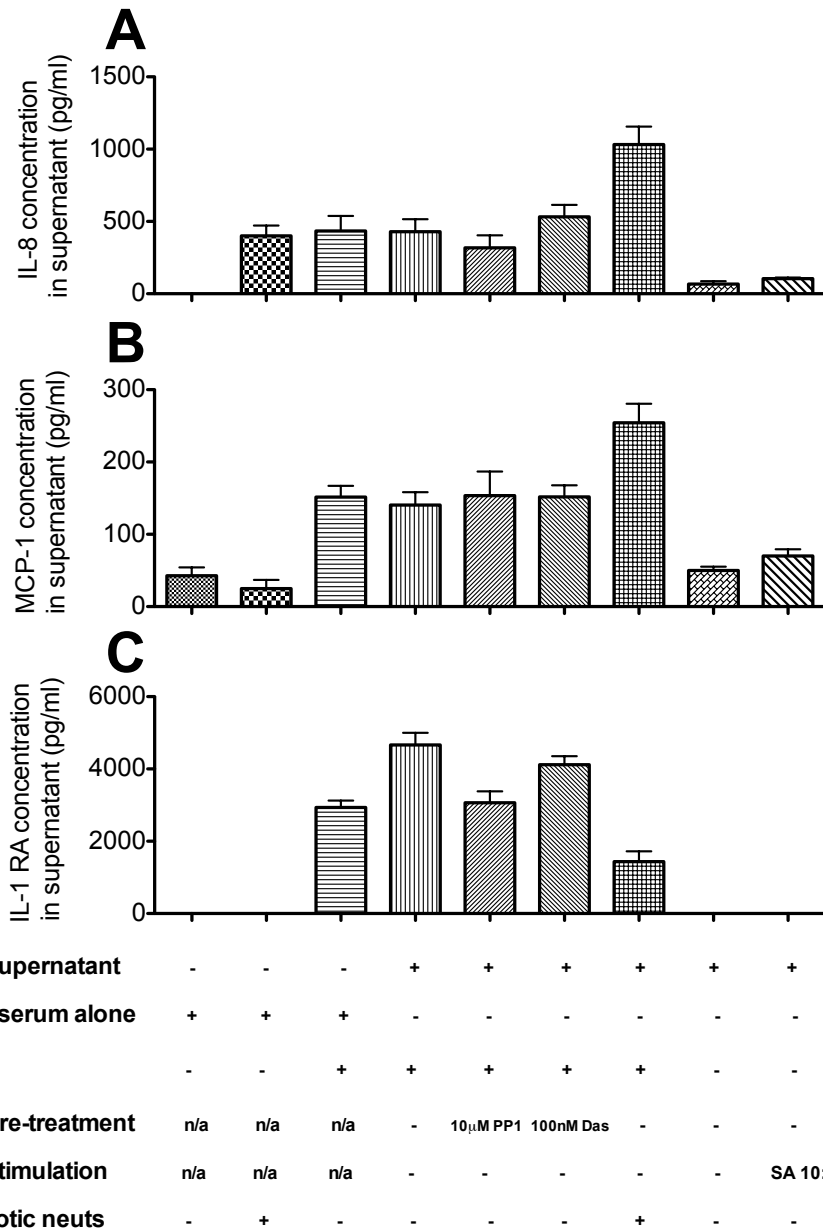 A
IL-8 concentration
in supernatant (pg/ml)
1500
1000
500
0
B
MCP-1 concentration
in supernatant (pg/ml)
300
200
100
0
C
IL-1 RA concentration
in supernatant (pg/ml)
6000
4000
2000
0
upernatant - - - + + + + + +
serum alone + + + - - - - - -
- - + + + + + - -
re-treatment n/a n/a n/a - 10μM PP1 100nM Das - - -
timulation n/a n/a n/a - - - - - SA 10:
otic neuts - + - - - - + - -